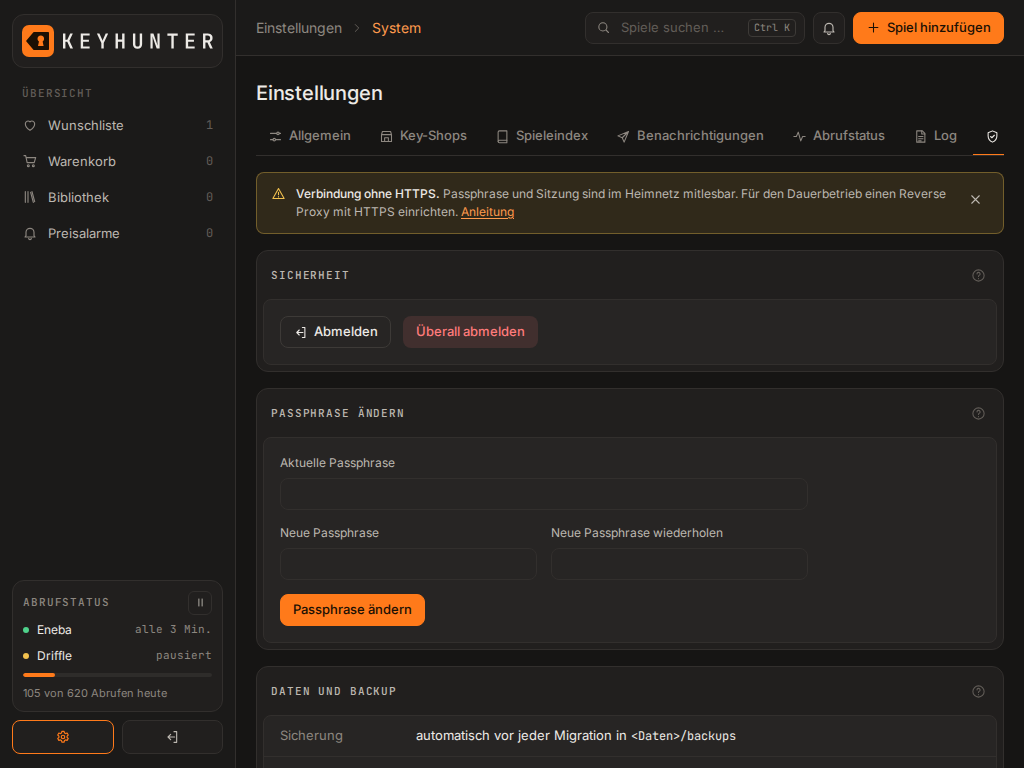 KEYHUNTER
ÜBERSICHT
Wunschliste 1
Warenkorb 0
Bibliothek 0
Preisalarme 0
ABRUFSTATUS
Eneba alle 3 Min.
Driffle pausiert
105 von 620 Abrufen heute
Einstellungen > System
Spiele suchen ... Ctrl K
+ Spiel hinzufügen
Einstellungen
Allgemein Key-Shops Spieleindex Benachrichtigungen Abrufstatus Log
Verbindung ohne HTTPS. Passphrase und Sitzung sind im Heimnetz mitlesbar. Für den Dauerbetrieb einen Reverse
Proxy mit HTTPS einrichten. Anleitung
SICHERHEIT
Abmelden Überall abmelden
PASSPHRASE ÄNDERN
Aktuelle Passphrase
Neue Passphrase Neue Passphrase wiederholen
Passphrase ändern
DATEN UND BACKUP
Sicherung automatisch vor jeder Migration in <Daten>/backups